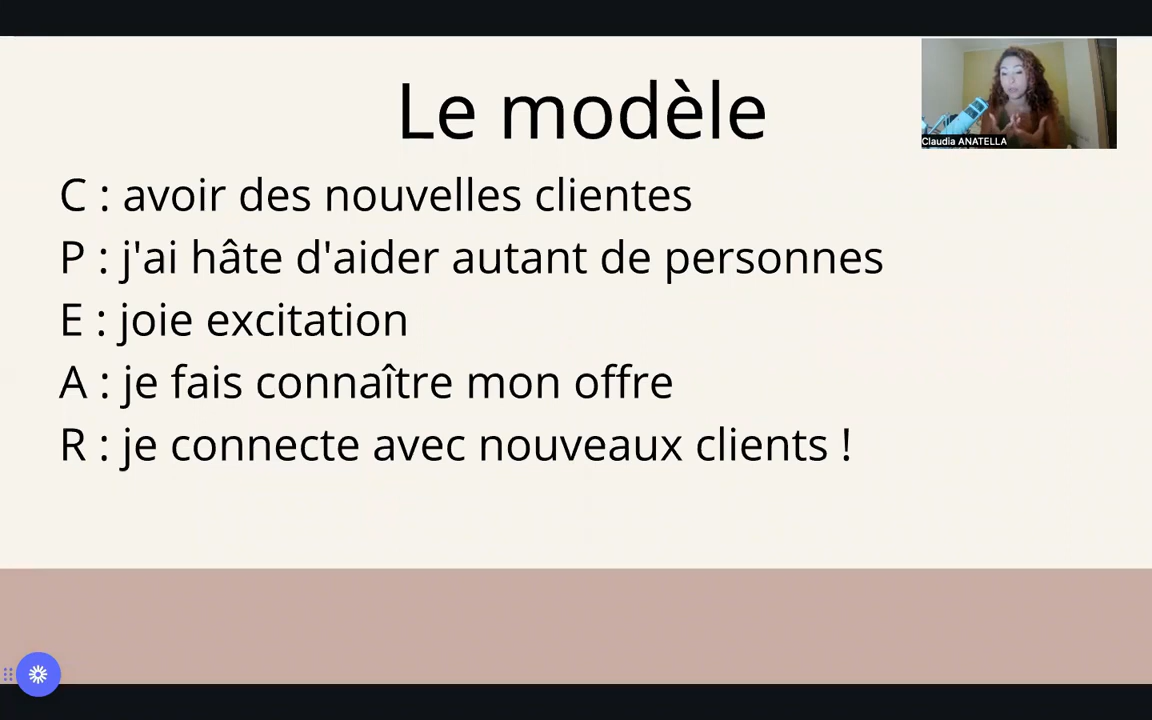 Le modèle
Claudia ANATELLA
C : avoir des nouvelles clientes
P : j'ai hâte d'aider autant de personnes
E : joie excitation
A : je fais connaître mon offre
R : je connecte avec nouveaux clients !